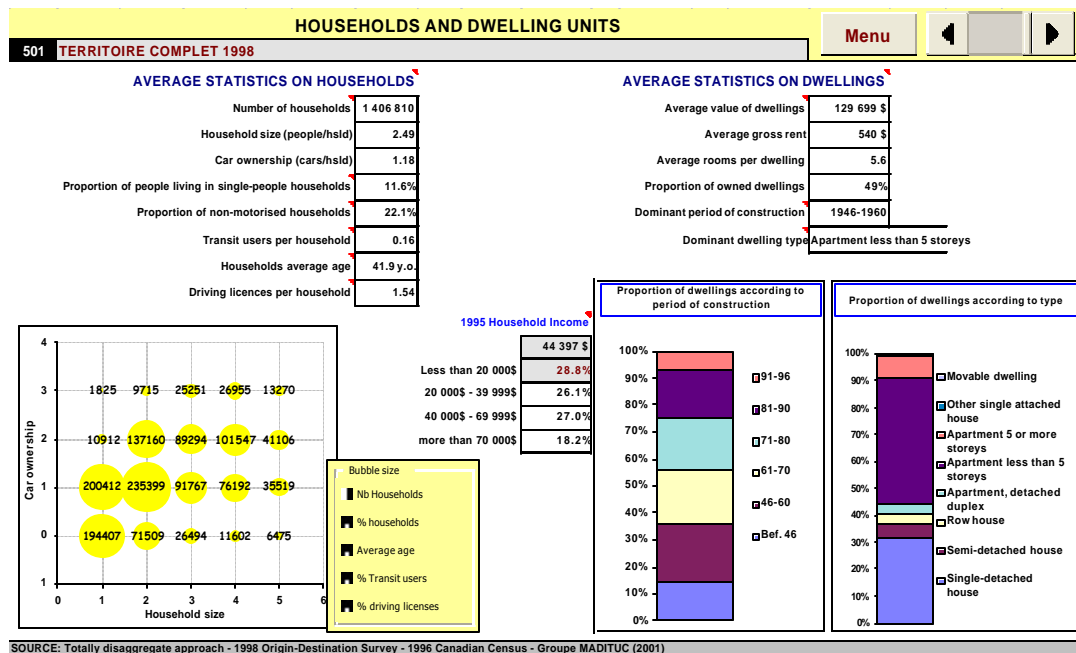 HOUSEHOLDS AND DWELLING UNITS
Menu
501 TERRITOIRE COMPLET 1998
AVERAGE STATISTICS ON HOUSEHOLDS
Number of households 1 406 810
Household size (people/hsld) 2.49
Car ownership (cars/hsld) 1.18
Proportion of people living in single-people households 11.6%
Proportion of non-motorised households 22.1%
Transit users per household 0.16
Households average age 41.9 y.o.
Driving licences per household 1.54
AVERAGE STATISTICS ON DWELLINGS
Average value of dwellings 129 699 $
Average gross rent 540 $
Average rooms per dwelling 5.6
Proportion of owned dwellings 49%
Dominant period of construction 1946-1960
Dominant dwelling type Apartment less than 5 storeys
1995 Household Income
44 397 $
Less than 20 000$ 28.8%
20 000$ - 39 999$ 26.1%
40 000$ - 69 999$ 27.0%
more than 70 000$ 18.2%
4
3 1825 9715 25251 26955 13270
2 10912 137160 89294 101547 41106
1 200412 235399 91767 76192 35519
0 194407 71509 26494 11602 6475
1
0 1 2 3 4 5 6
Car ownership
Household size
Bubble size
Nb Households
% households
Average age
% Transit users
% driving licenses
Proportion of dwellings according to
period of construction
100%
90%
80%
70%
60%
50%
40%
30%
20%
10%
0%
91-96
81-90
71-80
61-70
46-60
Bef. 46
Proportion of dwellings according to type
100%
90%
80%
70%
60%
50%
40%
30%
20%
10%
0%
Movable dwelling
Other single attached
house
Apartment 5 or more
storeys
Apartment less than 5
storeys
Apartment, detached
duplex
Row house
Semi-detached house
Single-detached
house
SOURCE: Totally disaggregate approach - 1998 Origin-Destination Survey - 1996 Canadian Census - Groupe MADITUC (2001)